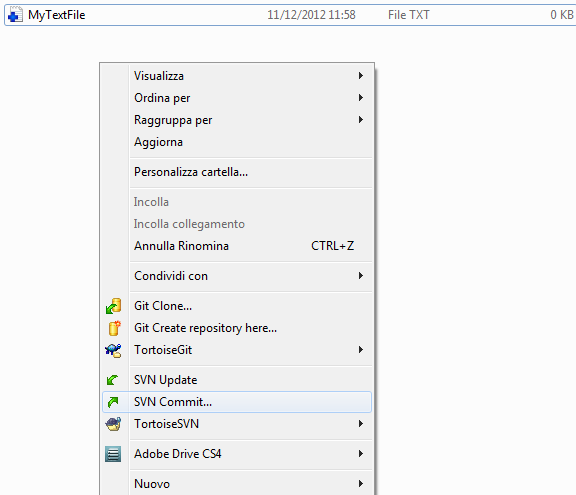 MyTextFile 11/12/2012 11:58 File TXT 0 KB
Visualizza
Ordina per
Raggruppa per
Aggiorna
Personalizza cartella...
Incolla
Incolla collegamento
Annulla Rinomina CTRL+Z
Condividi con
Git Clone...
Git Create repository here...
TortoiseGit
SVN Update
SVN Commit...
TortoiseSVN
Adobe Drive CS4
Nuovo